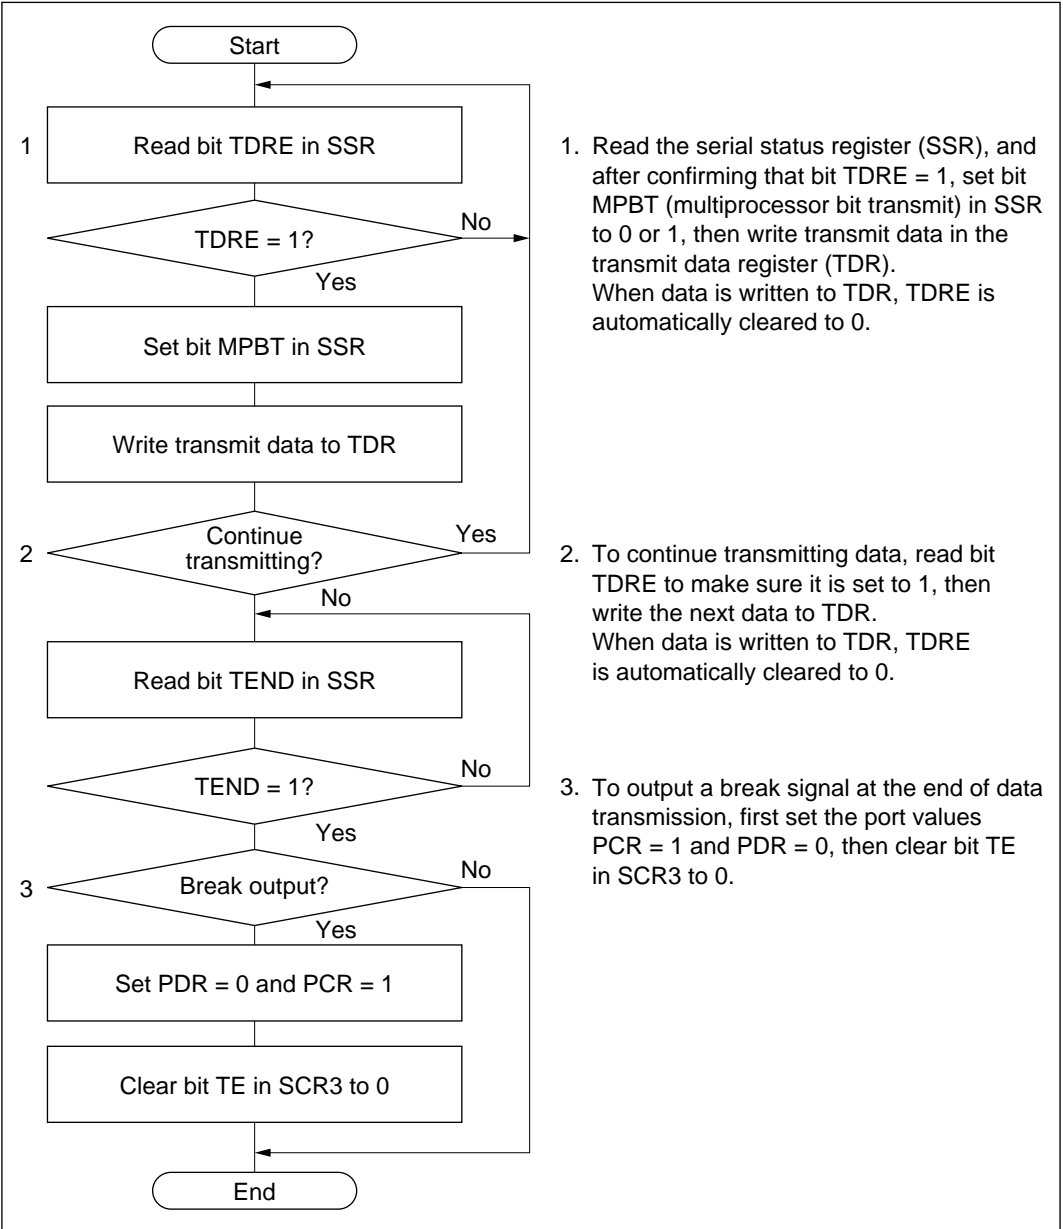 Start
1
Read bit TDRE in SSR
TDRE = 1?
No
Yes
Set bit MPBT in SSR
Write transmit data to TDR
2
Continue
transmitting?
Yes
No
Read bit TEND in SSR
TEND = 1?
No
Yes
3
Break output?
No
Yes
Set PDR = 0 and PCR = 1
Clear bit TE in SCR3 to 0
End
1. Read the serial status register (SSR), and
after confirming that bit TDRE = 1, set bit
MPBT (multiprocessor bit transmit) in SSR
to 0 or 1, then write transmit data in the
transmit data register (TDR).
When data is written to TDR, TDRE is
automatically cleared to 0.
2. To continue transmitting data, read bit
TDRE to make sure it is set to 1, then
write the next data to TDR.
When data is written to TDR, TDRE
is automatically cleared to 0.
3. To output a break signal at the end of data
transmission, first set the port values
PCR = 1 and PDR = 0, then clear bit TE
in SCR3 to 0.